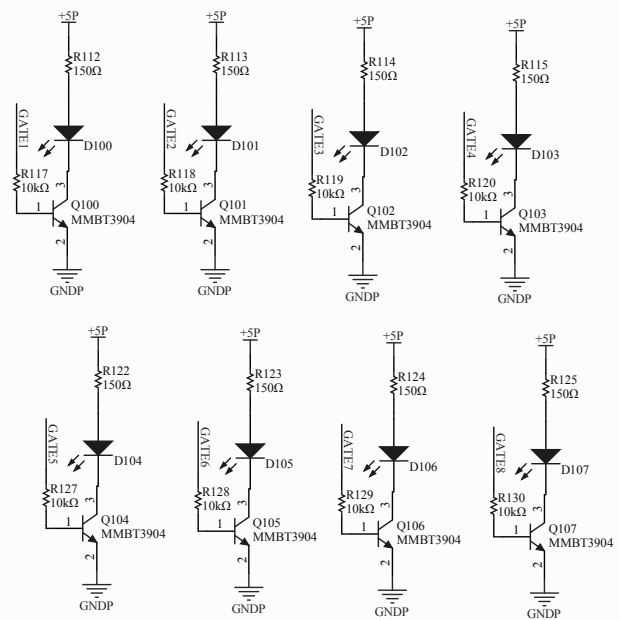 +5P
R112
150Ω
GATE1
D100
R117
10kΩ
3
1
Q100
MMBT3904
2
GNDP
+5P
R113
150Ω
GATE2
D101
R118
10kΩ
3
1
Q101
MMBT3904
2
GNDP
+5P
R114
150Ω
GATE3
D102
R119
10kΩ
3
1
Q102
MMBT3904
2
GNDP
+5P
R115
150Ω
GATE4
D103
R120
10kΩ
3
1
Q103
MMBT3904
2
GNDP
+5P
R122
150Ω
GATE5
D104
R127
10kΩ
3
1
Q104
MMBT3904
2
GNDP
+5P
R123
150Ω
GATE6
D105
R128
10kΩ
3
1
Q105
MMBT3904
2
GNDP
+5P
R124
150Ω
GATE7
D106
R129
10kΩ
3
1
Q106
MMBT3904
2
GNDP
+5P
R125
150Ω
GATE8
D107
R130
10kΩ
3
1
Q107
MMBT3904
2
GNDP